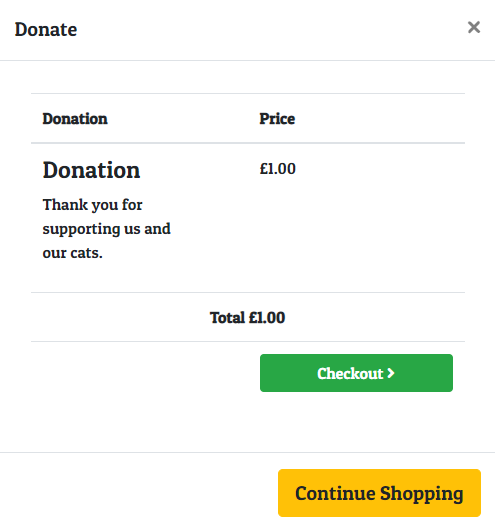 Donate
Donation Price
Donation £1.00
Thank you for
supporting us and
our cats.
Total £1.00
Checkout
Continue Shopping